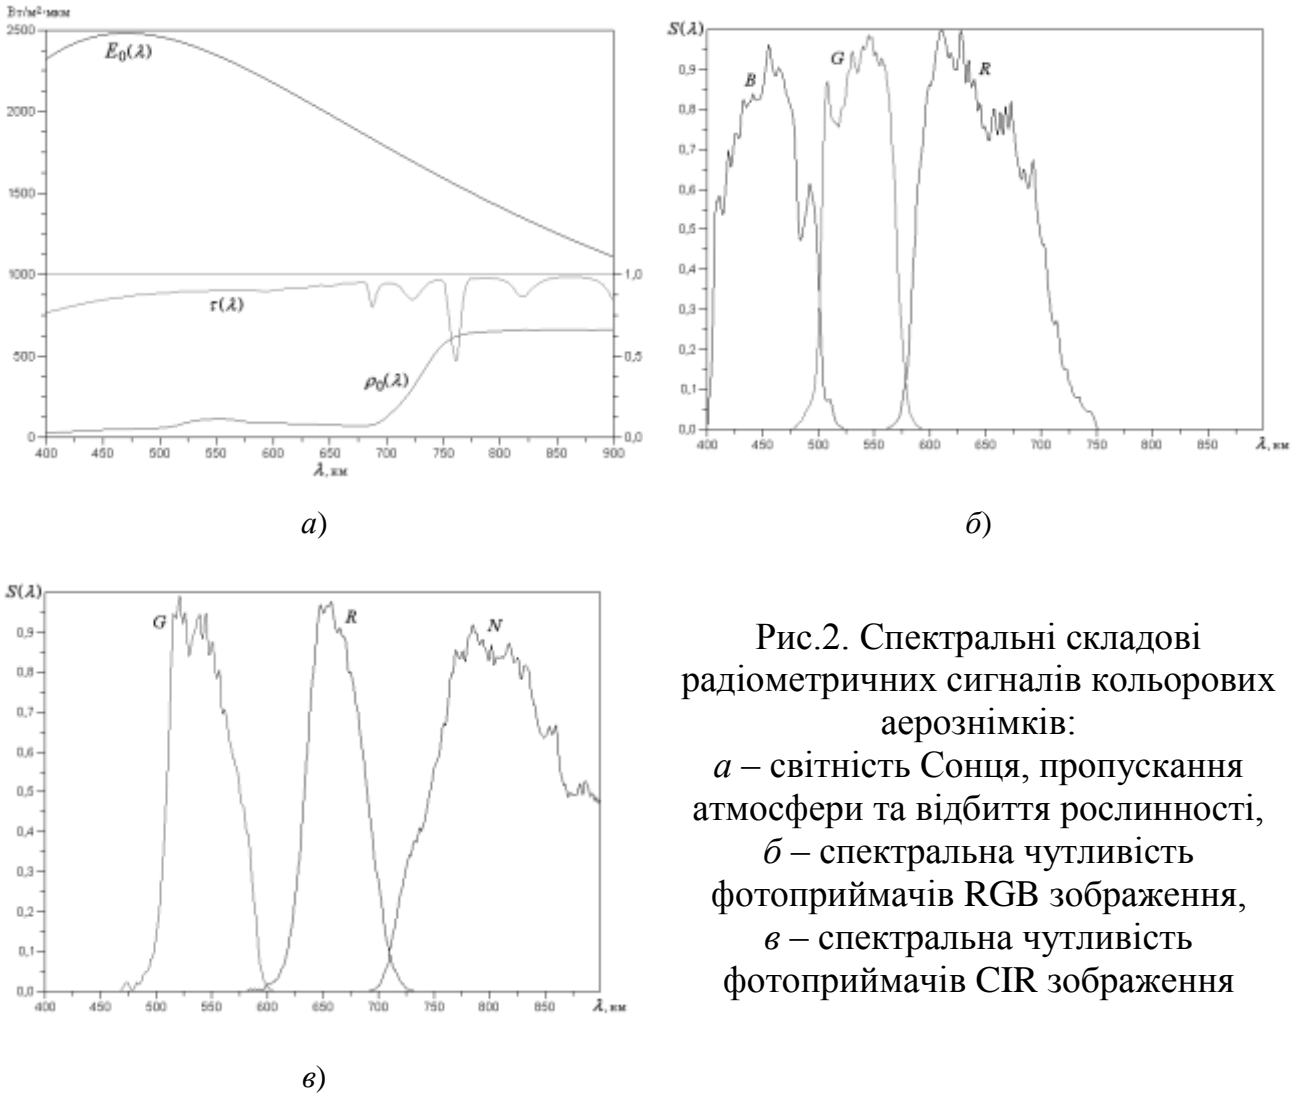 Вт/м²·мкм
2500
2000
1500
1000
500
0
E₀(λ)
τ(λ)
ρ₀(λ)
1,0
0,5
0,0
400 450 500 550 600 650 700 750 800 850 900
λ, нм
а)
S(λ)
0,9
0,8
0,7
0,6
0,5
0,4
0,3
0,2
0,1
0,0
B
G
R
400 450 500 550 600 650 700 750 800 850 λ, нм
б)
S(λ)
0,9
0,8
0,7
0,6
0,5
0,4
0,3
0,2
0,1
0,0
G
R
N
400 450 500 550 600 650 700 750 800 850 λ, нм
в)
Рис.2. Спектральні складові
радіометричних сигналів кольорових
аерознімків:
а – світність Сонця, пропускання
атмосфери та відбиття рослинності,
б – спектральна чутливість
фотоприймачів RGB зображення,
в – спектральна чутливість
фотоприймачів CIR зображення